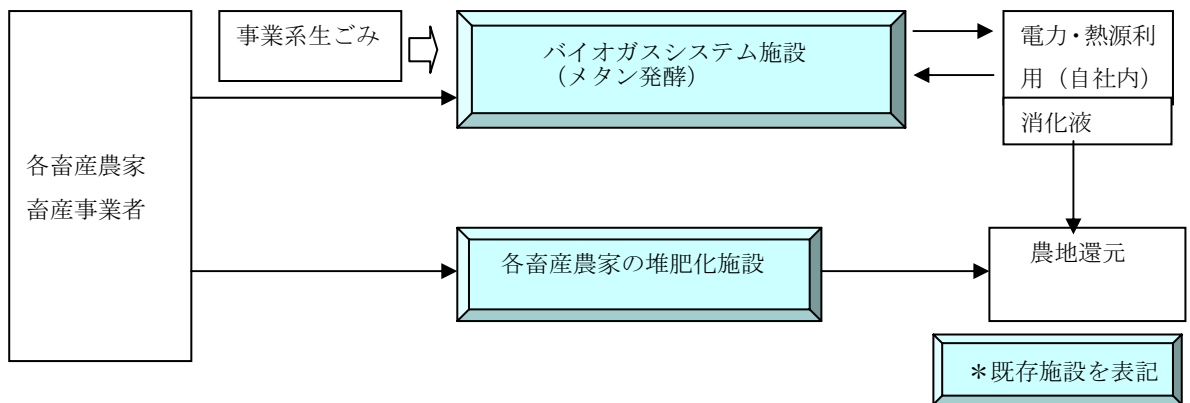 事業系生ごみ
バイオガスシステム施設
（メタン発酵）
電力・熱源利
用（自社内）
消化液
各畜産農家
畜産事業者
各畜産農家の堆肥化施設
農地還元
＊既存施設を表記